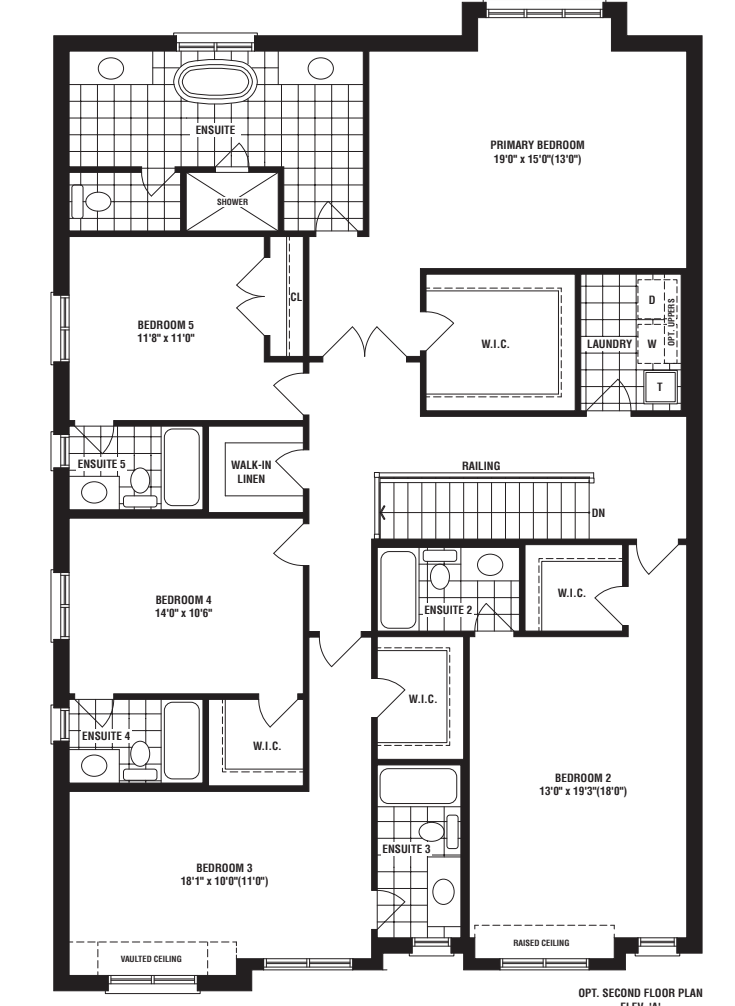 ENSUITE
PRIMARY BEDROOM
19'0" x 15'0"(13'0")
SHOWER
CL
BEDROOM 5
11'8" x 11'0"
W.I.C.
LAUNDRY
D
W
OPT. UPPERS
T
ENSUITE 5
WALK-IN
LINEN
RAILING
DN
BEDROOM 4
14'0" x 10'6"
ENSUITE 2
W.I.C.
W.I.C.
ENSUITE 4
W.I.C.
BEDROOM 2
13'0" x 19'3"(18'0")
ENSUITE 3
BEDROOM 3
18'1" x 10'0"(11'0")
VAULTED CEILING
RAISED CEILING
OPT. SECOND FLOOR PLAN
ELEV. 'A'